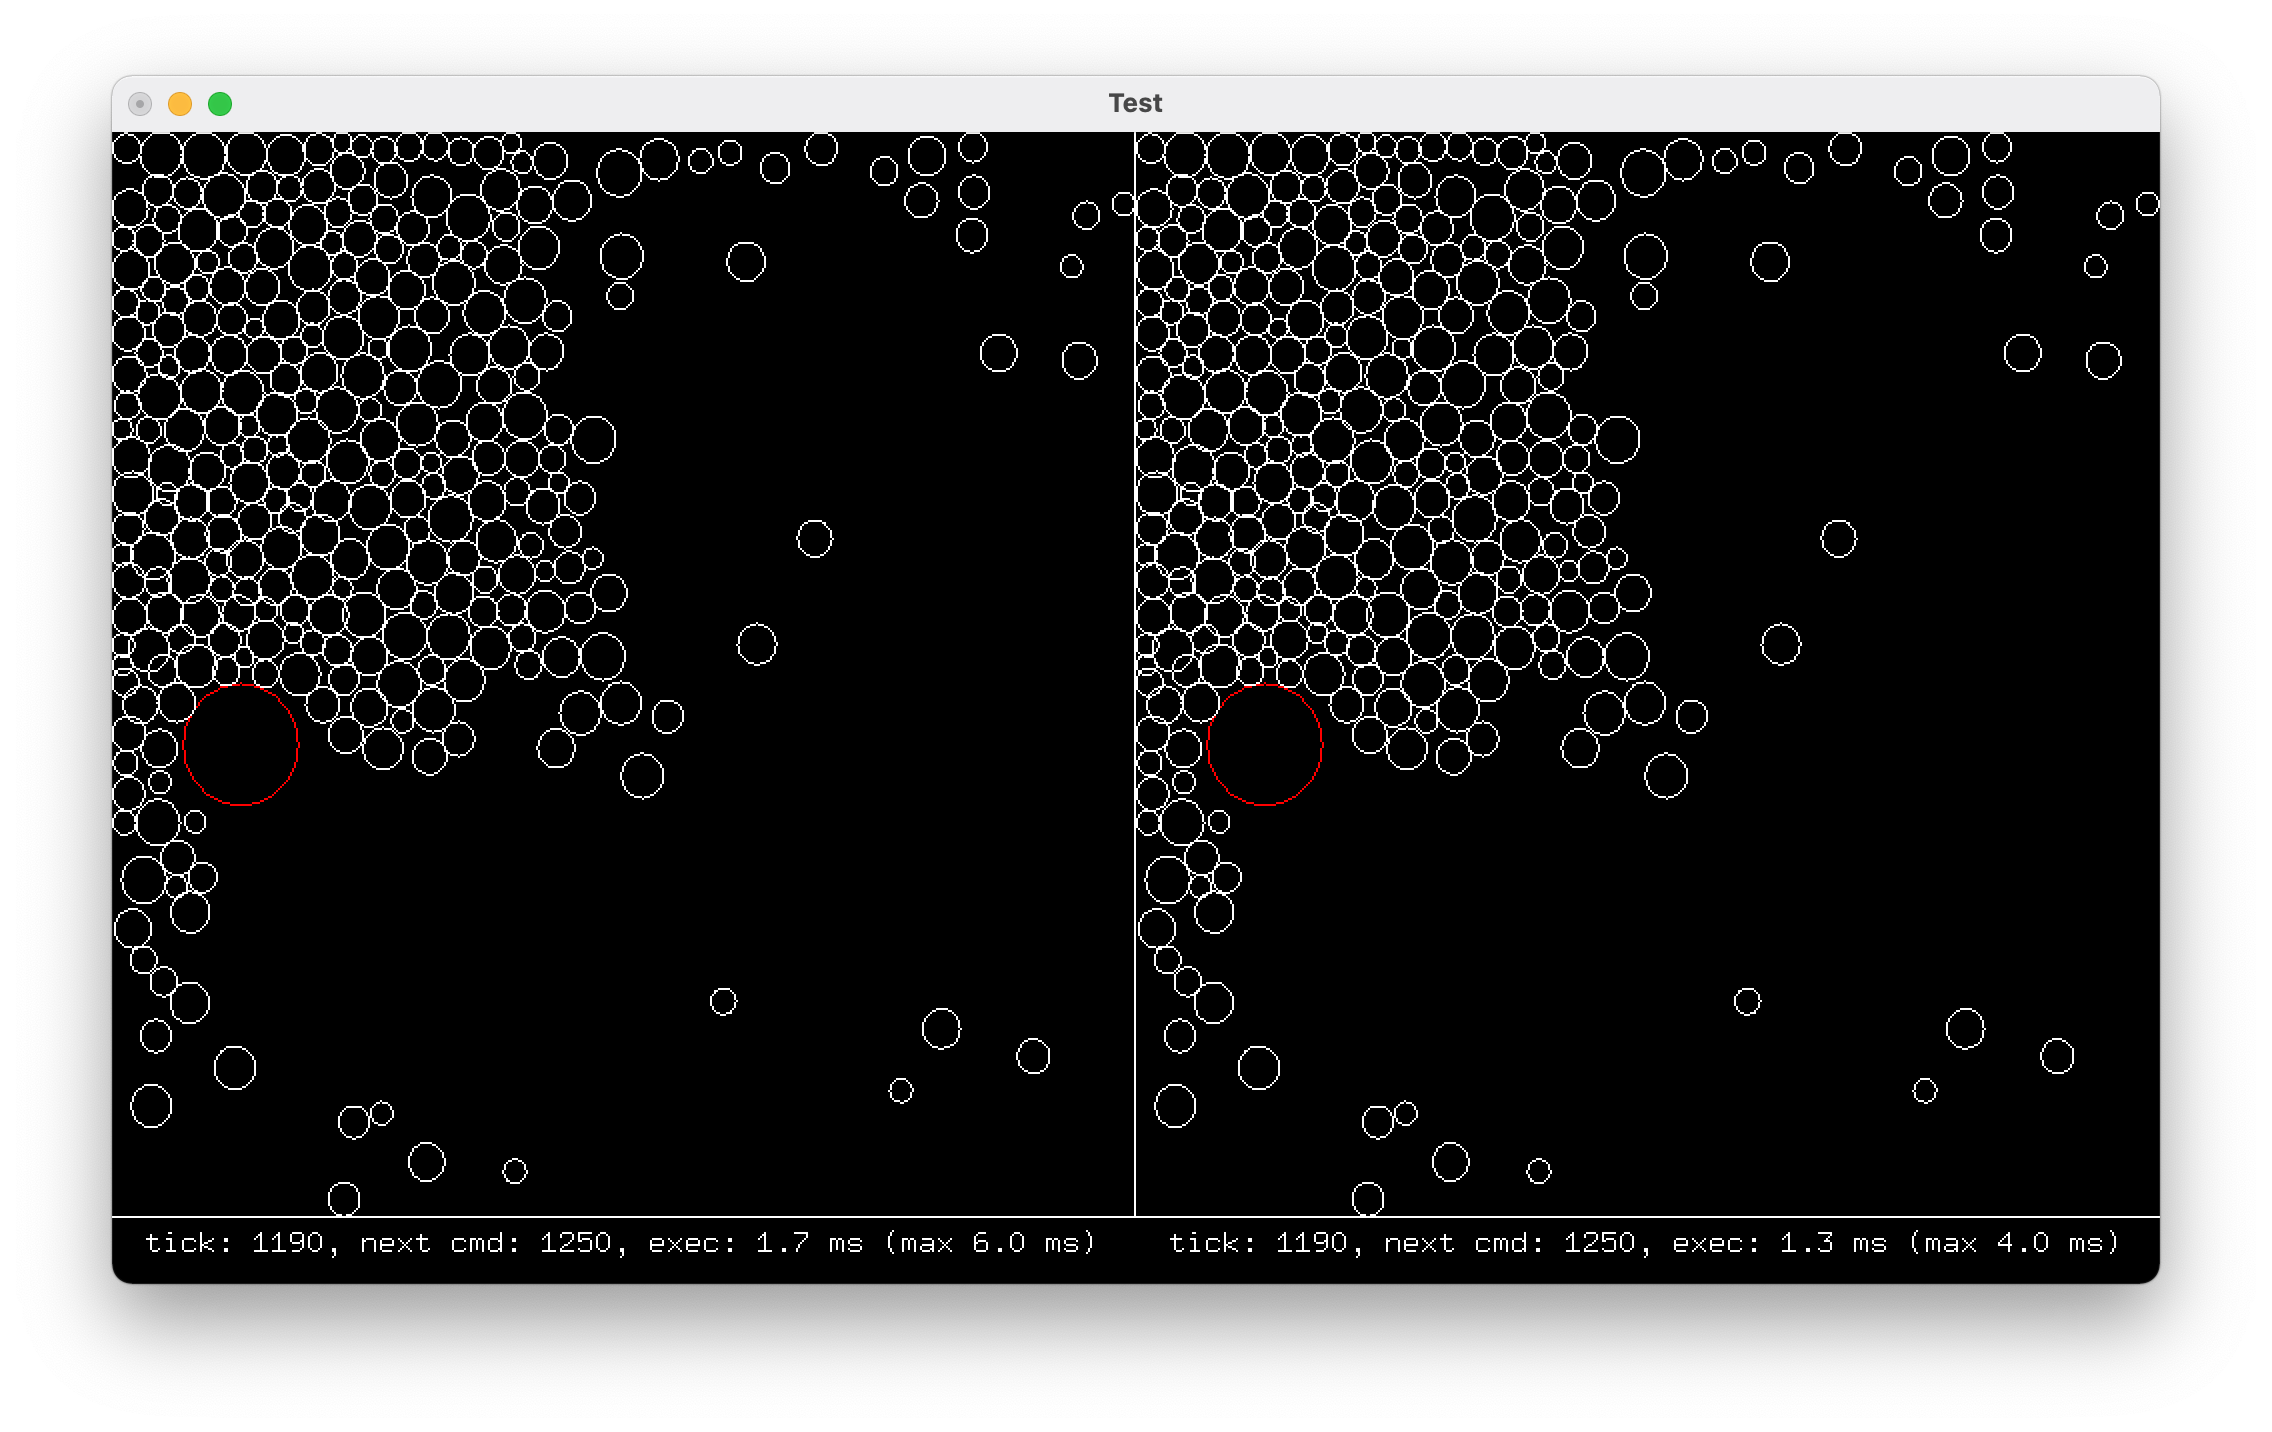 Test
tick: 1190, next cmd: 1250, exec: 1.7 ms (max 6.0 ms)
tick: 1190, next cmd: 1250, exec: 1.3 ms (max 4.0 ms)